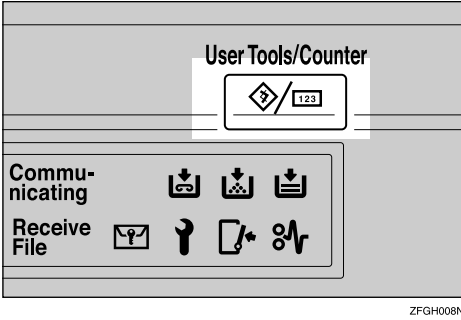 User Tools/Counter
123
Commu-
nicating
Receive
File
ZFGH008N